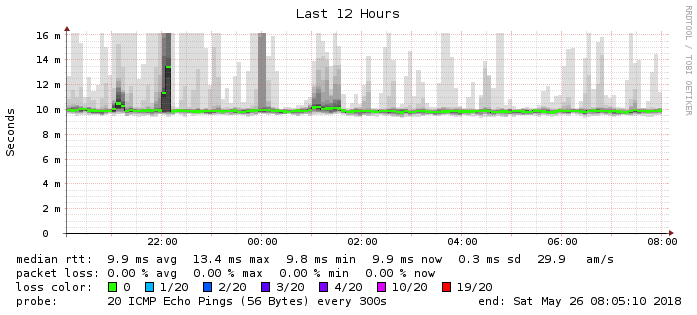 Last 12 Hours
RRDTOOL / TOBI OETIKER
Seconds
16 m
14 m
12 m
10 m
8 m
6 m
4 m
2 m
0
22:00 00:00 02:00 04:00 06:00 08:00
median rtt: 9.9 ms avg 13.4 ms max 9.8 ms min 9.9 ms now 0.3 ms sd 29.9 am/s
packet loss: 0.00 % avg 0.00 % max 0.00 % min 0.00 % now
loss color: 0 1/20 2/20 3/20 4/20 10/20 19/20
probe: 20 ICMP Echo Pings (56 Bytes) every 300s end: Sat May 26 08:05:10 2018